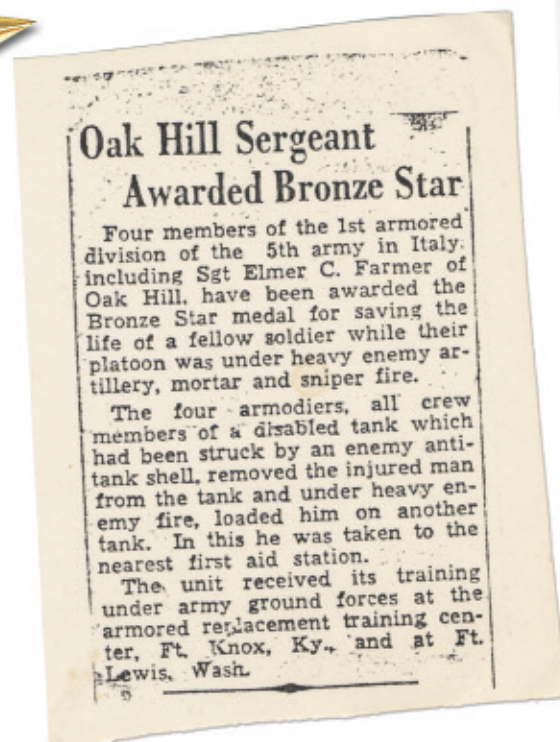 Oak Hill Sergeant
Awarded Bronze Star
Four members of the 1st armored
division of the 5th army in Italy,
including Sgt Elmer C. Farmer of
Oak Hill, have been awarded the
Bronze Star medal for saving the
life of a fellow soldier while their
platoon was under heavy enemy ar-
tillery, mortar and sniper fire.
The four armodiers, all crew
members of a disabled tank which
had been struck by an enemy anti-
tank shell, removed the injured man
from the tank and under heavy en-
emy fire, loaded him on another
tank. In this he was taken to the
nearest first aid station.
The unit received its training
under army ground forces at the
armored replacement training cen-
ter, Ft. Knox, Ky., and at Ft.
Lewis, Wash.